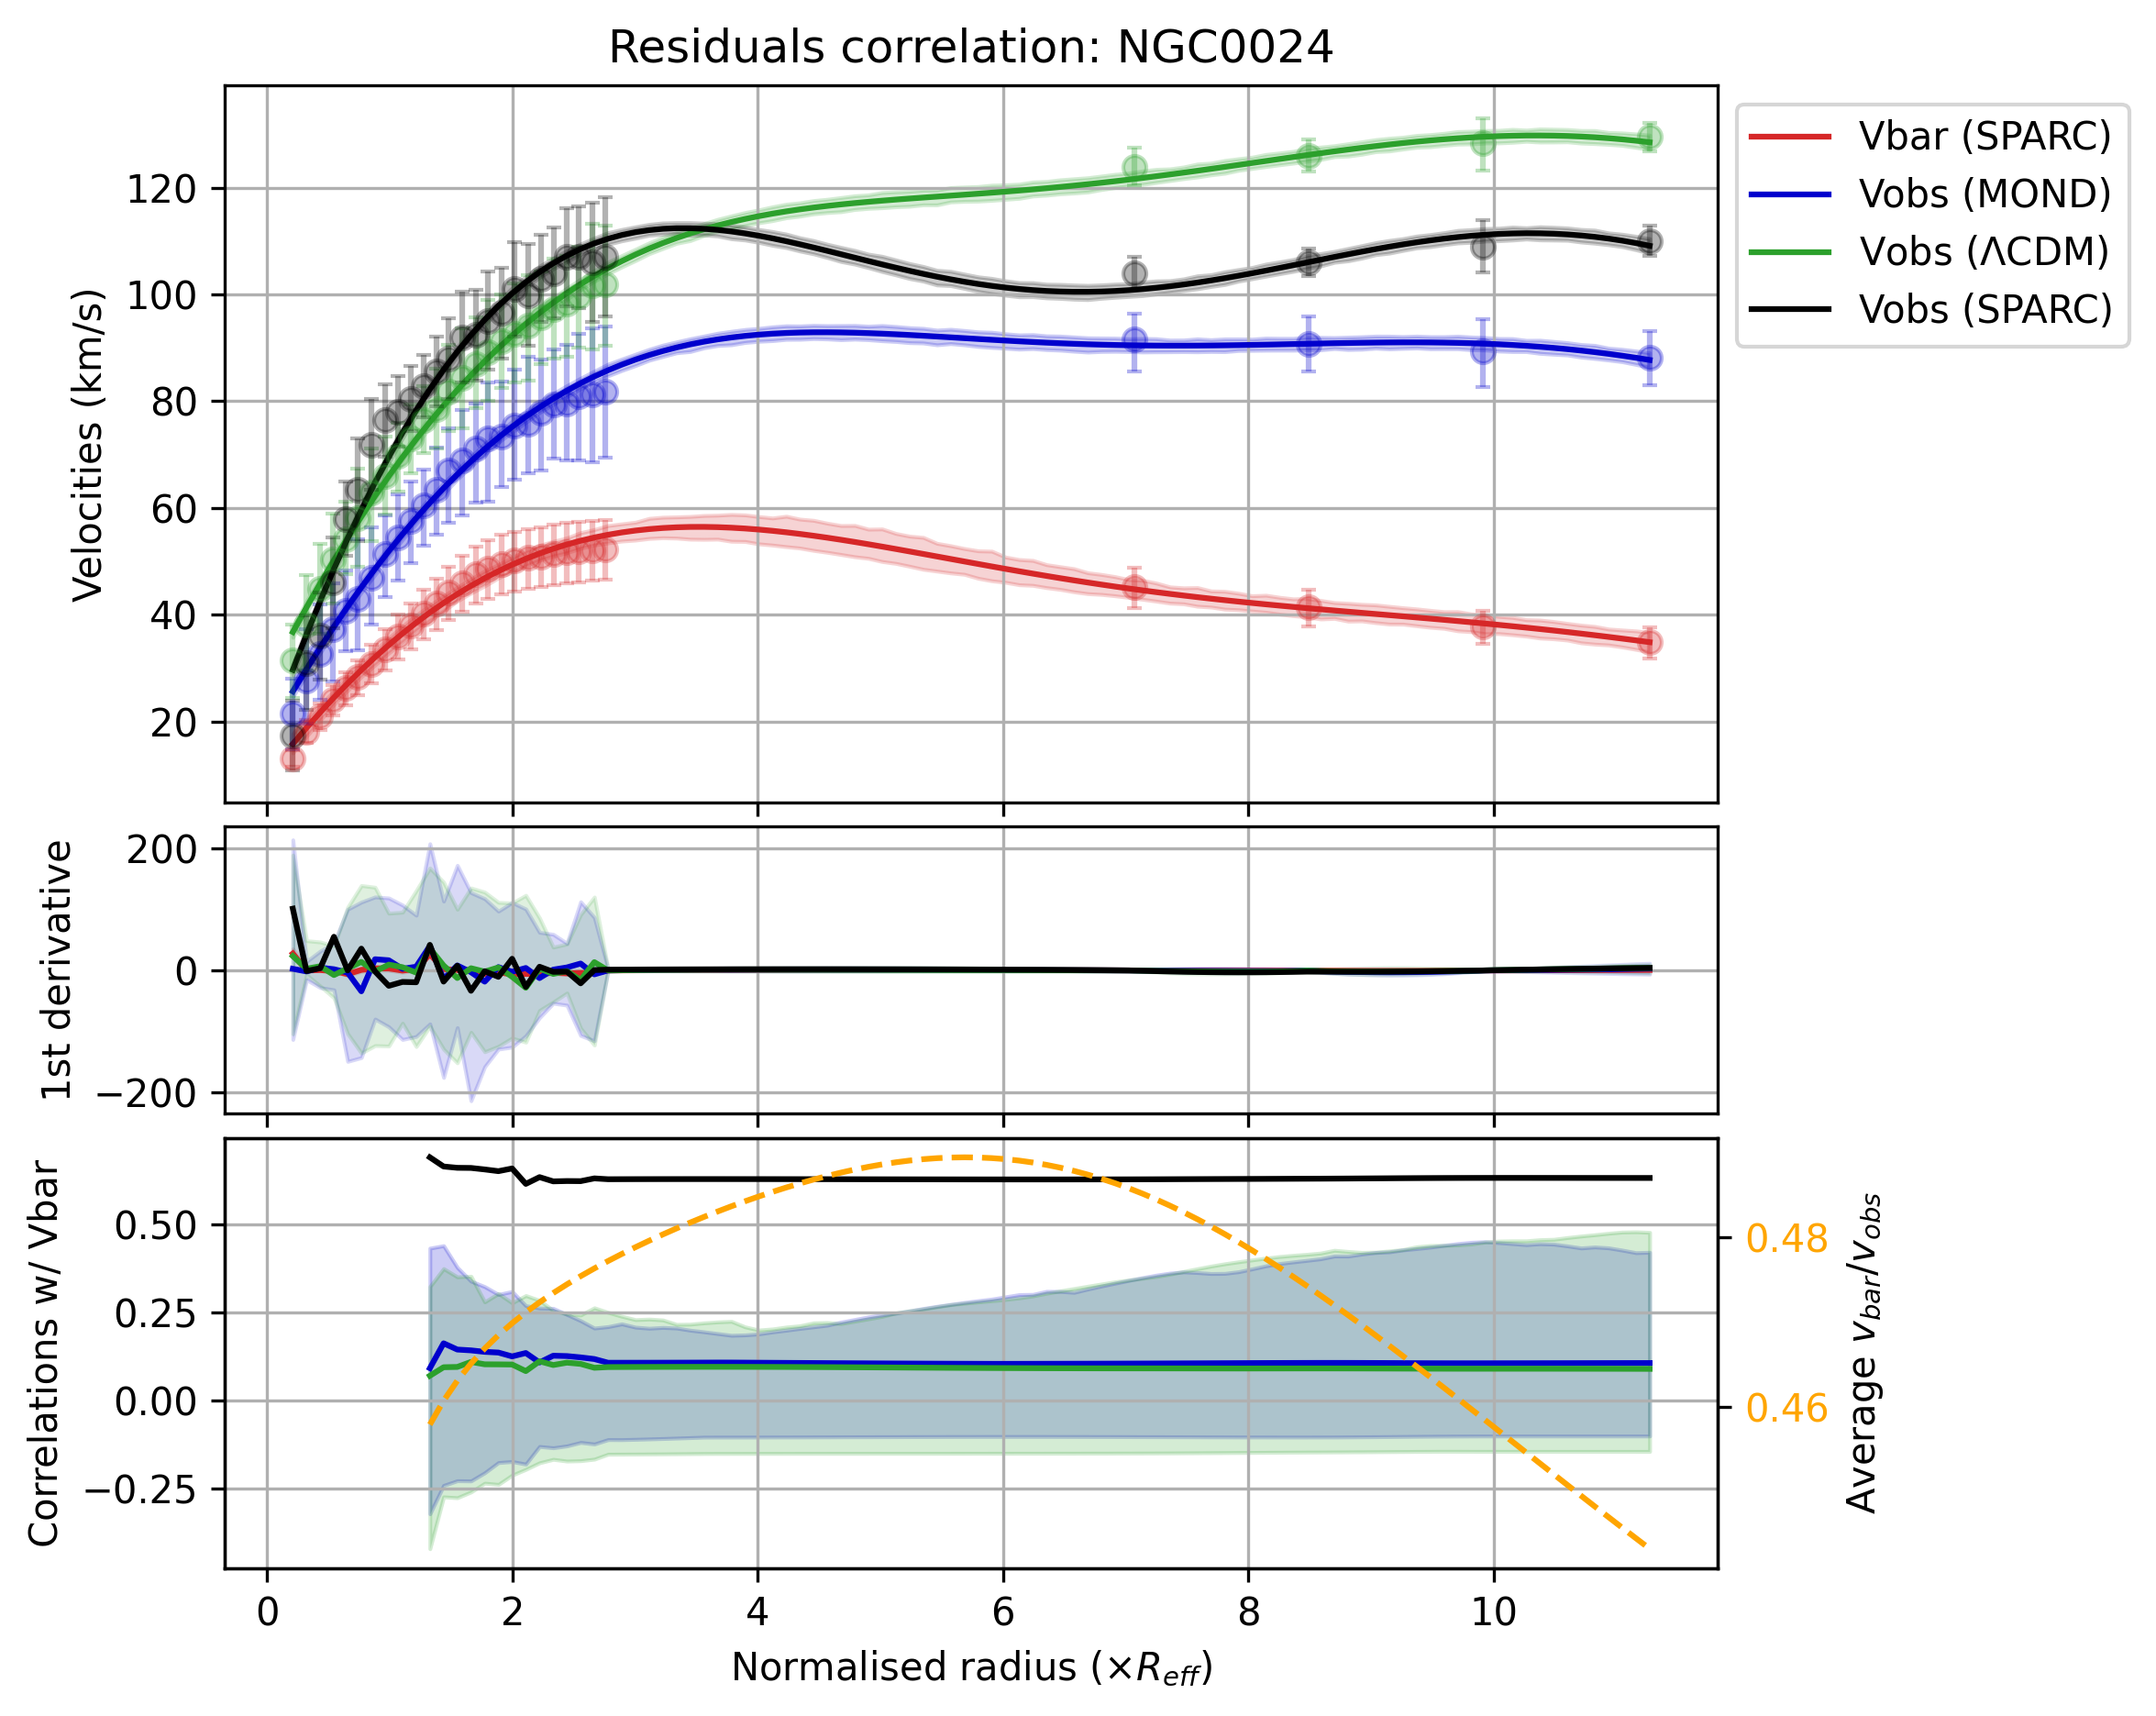 Residuals correlation: NGC0024
Velocities (km/s)
120
100
80
60
40
20
Vbar (SPARC)
Vobs (MOND)
Vobs (ΛCDM)
Vobs (SPARC)
1st derivative
200
0
−200
Correlations w/ Vbar
0.50
0.25
0.00
−0.25
0.48
0.46
Average v_bar/v_obs
0 2 4 6 8 10
Normalised radius (×R_eff)